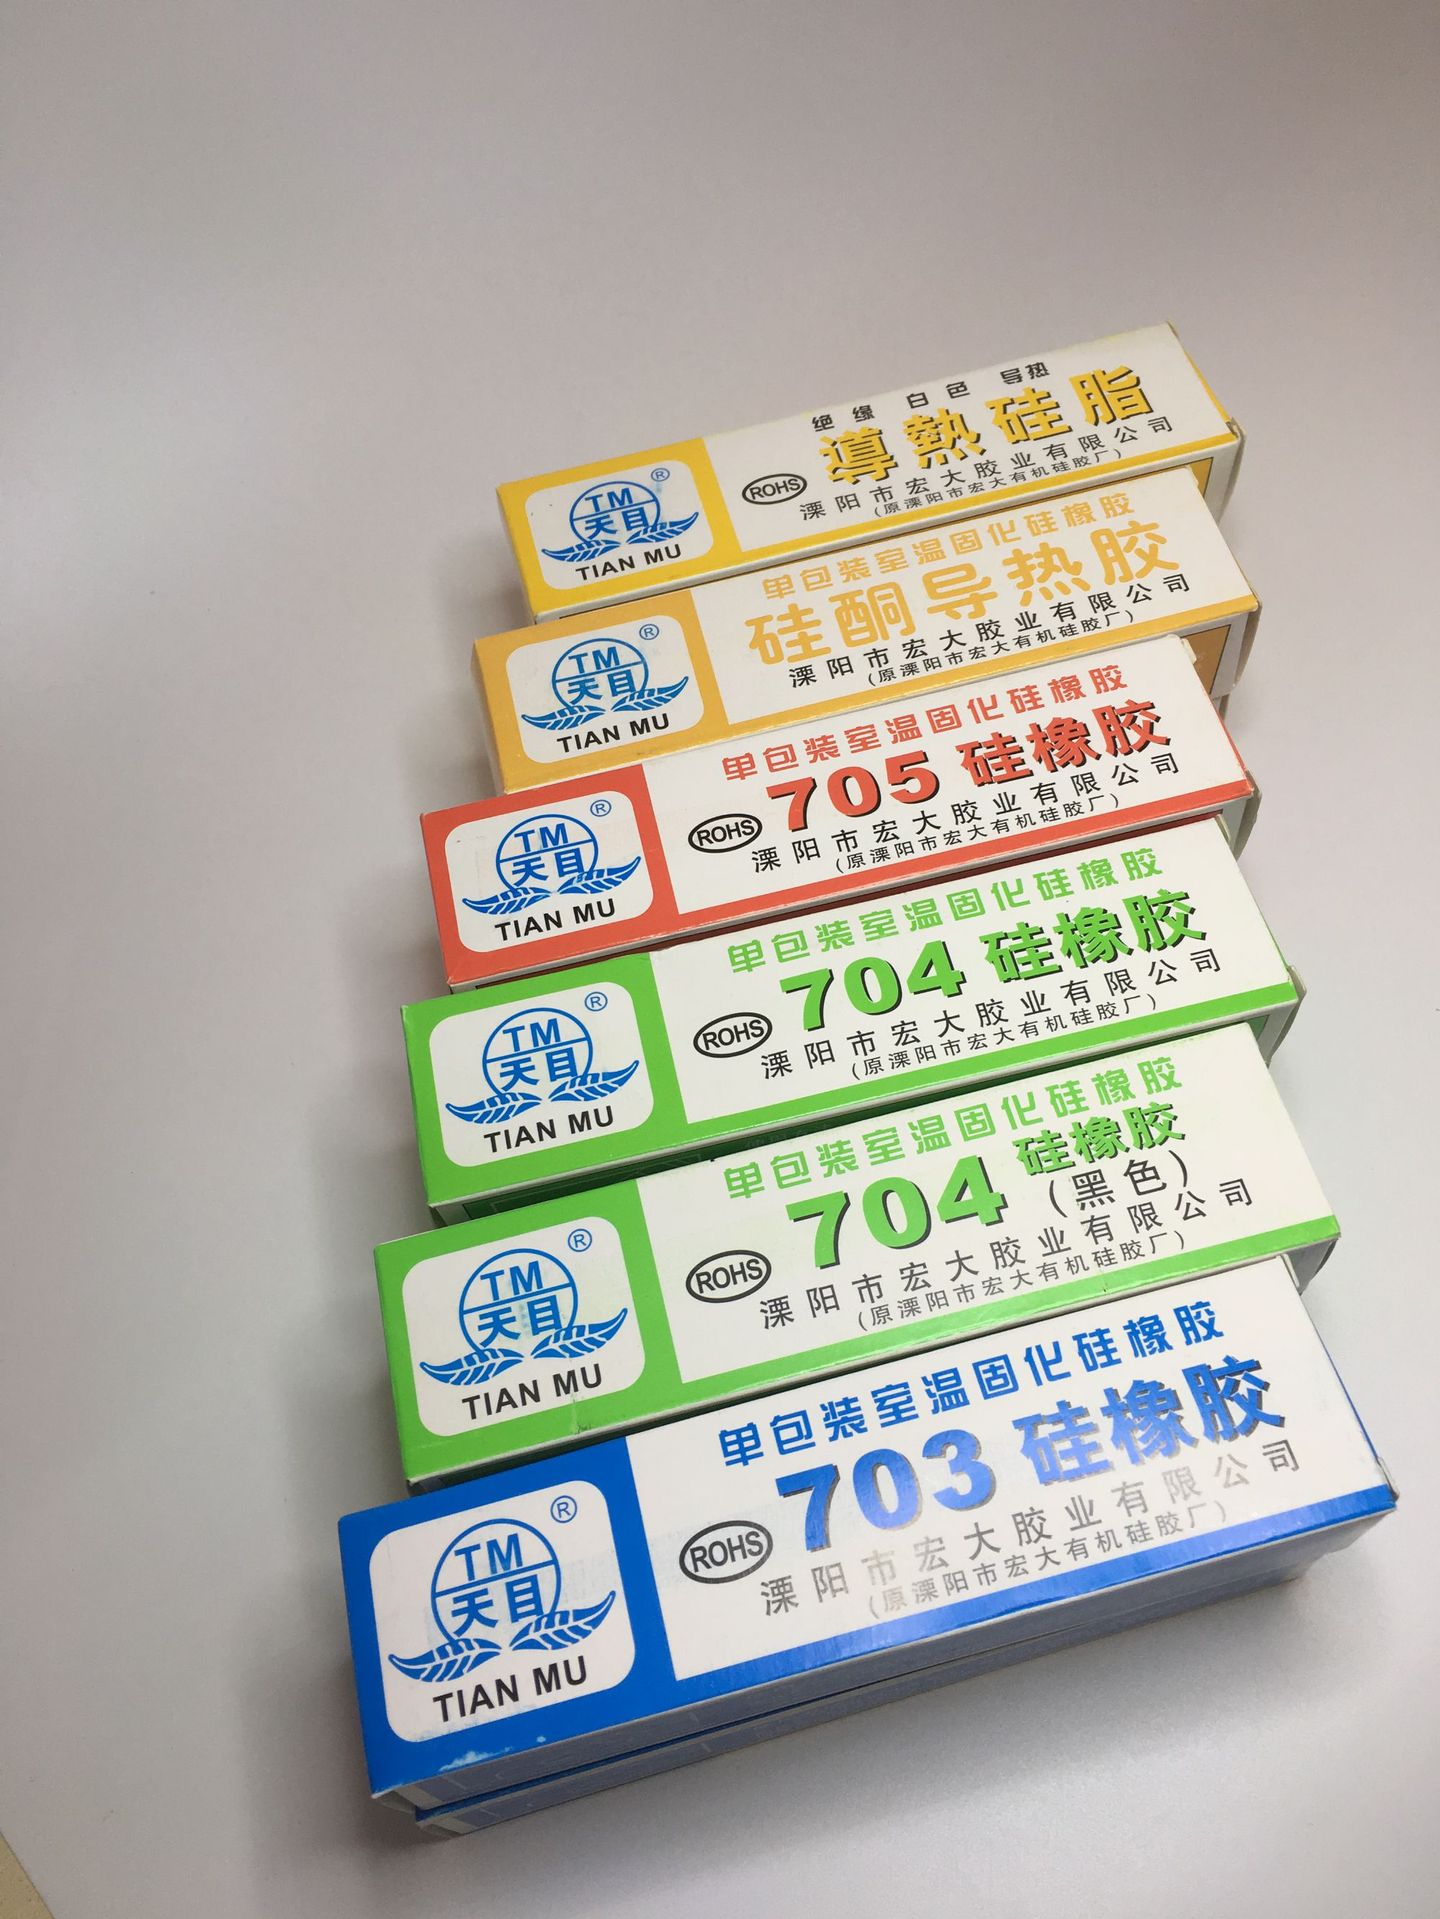 绝缘 白色 导热
導熱硅脂
ROHS
溧阳市宏大胶业有限公司
(原溧阳市宏大有机硅胶厂)
TM
天目
®
TIAN MU
单包装室温固化硅橡胶
硅酮导热胶
溧阳市宏大胶业有限公司
(原溧阳市宏大有机硅胶厂)
TM
天目
®
TIAN MU
单包装室温固化硅橡胶
705 硅橡胶
ROHS
溧阳市宏大胶业有限公司
(原溧阳市宏大有机硅胶厂)
TM
天目
®
TIAN MU
单包装室温固化硅橡胶
704 硅橡胶
ROHS
溧阳市宏大胶业有限公司
(原溧阳市宏大有机硅胶厂)
TM
天目
®
TIAN MU
单包装室温固化硅橡胶
704 硅橡胶
(黑色)
ROHS
溧阳市宏大胶业有限公司
(原溧阳市宏大有机硅胶厂)
TM
天目
®
TIAN MU
单包装室温固化硅橡胶
703 硅橡胶
ROHS
溧阳市宏大胶业有限公司
(原溧阳市宏大有机硅胶厂)
TM
天目
®
TIAN MU